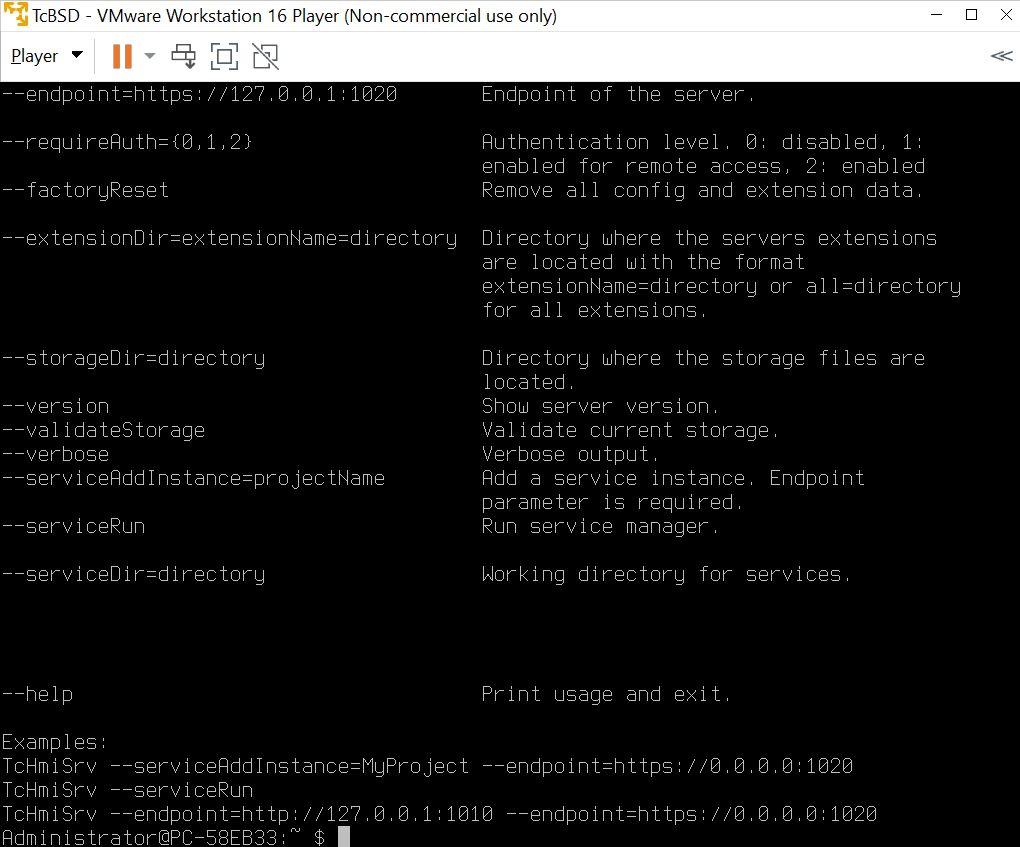 TcBSD - VMware Workstation 16 Player (Non-commercial use only)
Player
--endpoint=https://127.0.0.1:1020 Endpoint of the server.
--requireAuth={0,1,2} Authentication level. 0: disabled, 1:
enabled for remote access, 2: enabled
--factoryReset Remove all config and extension data.
--extensionDir=extensionName=directory Directory where the servers extensions
are located with the format
extensionName=directory or all=directory
for all extensions.
--storageDir=directory Directory where the storage files are
located.
--version Show server version.
--validateStorage Validate current storage.
--verbose Verbose output.
--serviceAddInstance=projectName Add a service instance. Endpoint
parameter is required.
--serviceRun Run service manager.
--serviceDir=directory Working directory for services.
--help Print usage and exit.
Examples:
TcHmiSrv --serviceAddInstance=MyProject --endpoint=https://0.0.0.0:1020
TcHmiSrv --serviceRun
TcHmiSrv --endpoint=http://127.0.0.1:1010 --endpoint=https://0.0.0.0:1020
Administrator@PC-58EB33:~ $